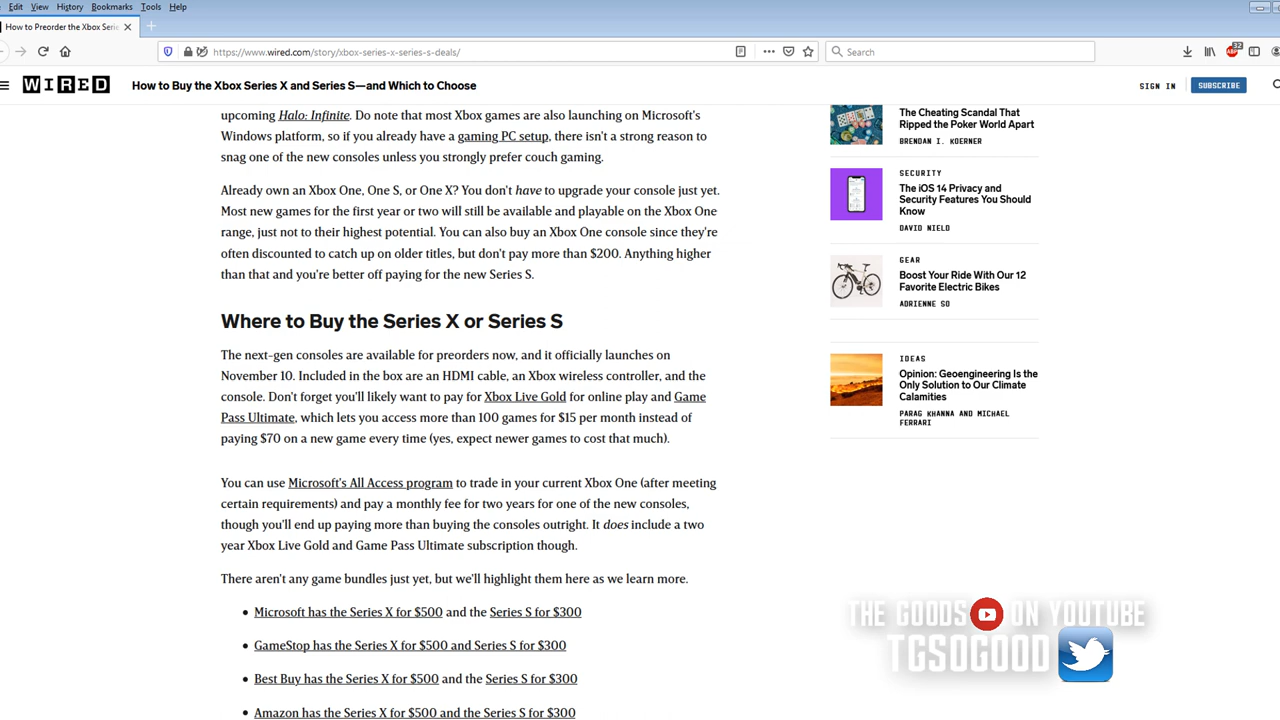 Edit View History Bookmarks Tools Help
How to Preorder the Xbox Serie
https://www.wired.com/story/xbox-series-x-series-s-deals/
Search
32
WIRED
How to Buy the Xbox Series X and Series S—and Which to Choose
SIGN IN
SUBSCRIBE
upcoming Halo: Infinite. Do note that most Xbox games are also launching on Microsoft's
Windows platform, so if you already have a gaming PC setup, there isn't a strong reason to
snag one of the new consoles unless you strongly prefer couch gaming.
Already own an Xbox One, One S, or One X? You don't have to upgrade your console just yet.
Most new games for the first year or two will still be available and playable on the Xbox One
range, just not to their highest potential. You can also buy an Xbox One console since they're
often discounted to catch up on older titles, but don't pay more than $200. Anything higher
than that and you're better off paying for the new Series S.
Where to Buy the Series X or Series S
The next-gen consoles are available for preorders now, and it officially launches on
November 10. Included in the box are an HDMI cable, an Xbox wireless controller, and the
console. Don't forget you'll likely want to pay for Xbox Live Gold for online play and Game
Pass Ultimate, which lets you access more than 100 games for $15 per month instead of
paying $70 on a new game every time (yes, expect newer games to cost that much).
You can use Microsoft's All Access program to trade in your current Xbox One (after meeting
certain requirements) and pay a monthly fee for two years for one of the new consoles,
though you'll end up paying more than buying the consoles outright. It does include a two
year Xbox Live Gold and Game Pass Ultimate subscription though.
There aren't any game bundles just yet, but we'll highlight them here as we learn more.
• Microsoft has the Series X for $500 and the Series S for $300
• GameStop has the Series X for $500 and Series S for $300
• Best Buy has the Series X for $500 and the Series S for $300
• Amazon has the Series X for $500 and the Series S for $300
The Cheating Scandal That
Ripped the Poker World Apart
BRENDAN I. KOERNER
SECURITY
The iOS 14 Privacy and
Security Features You Should
Know
DAVID NIELD
GEAR
Boost Your Ride With Our 12
Favorite Electric Bikes
ADRIENNE SO
IDEAS
Opinion: Geoengineering Is the
Only Solution to Our Climate
Calamities
PARAG KHANNA AND MICHAEL
FERRARI
THE GOODS ON YOUTUBE
TGSOGOOD